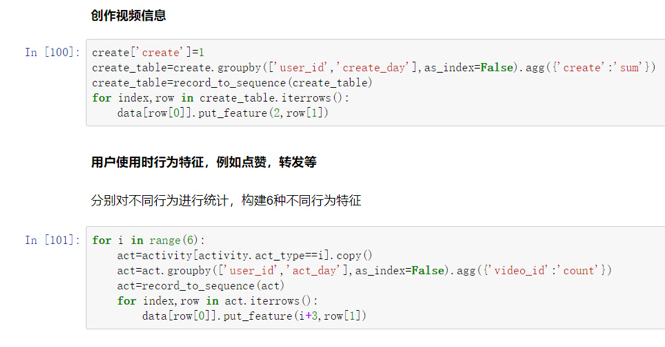 创作视频信息
In [100]: create['create']=1
create_table=create.groupby(['user_id','create_day'],as_index=False).agg({'create':'sum'})
create_table=record_to_sequence(create_table)
for index,row in create_table.iterrows():
    data[row[0]].put_feature(2,row[1])
用户使用时行为特征，例如点赞，转发等
分别对不同行为进行统计，构建6种不同行为特征
In [101]: for i in range(6):
    act=activity[activity.act_type==i].copy()
    act=act.groupby(['user_id','act_day'],as_index=False).agg({'video_id':'count'})
    act=record_to_sequence(act)
    for index,row in act.iterrows():
        data[row[0]].put_feature(i+3,row[1])